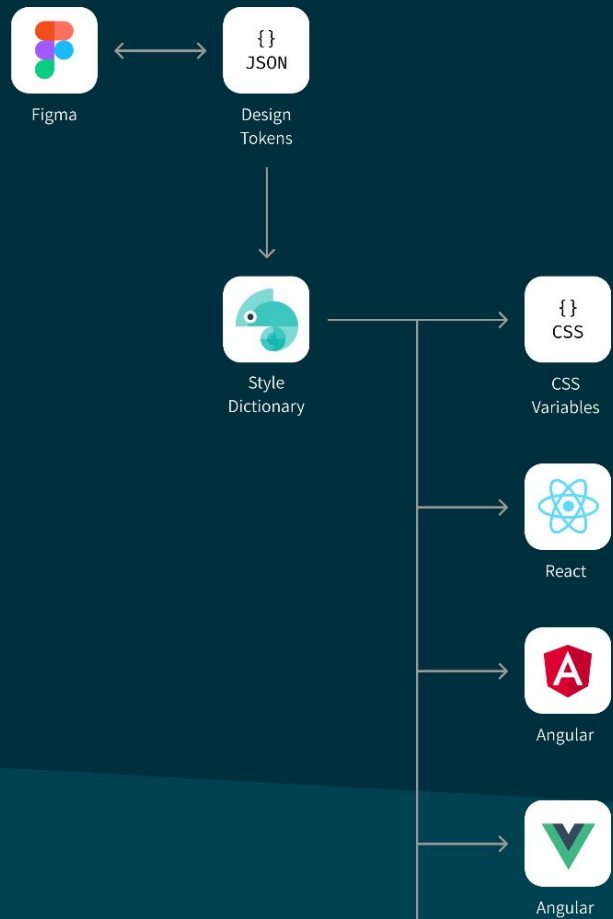 {}
JSON
Figma
Design
Tokens
Style
Dictionary
{}
CSS
CSS
Variables
React
A
Angular
Angular